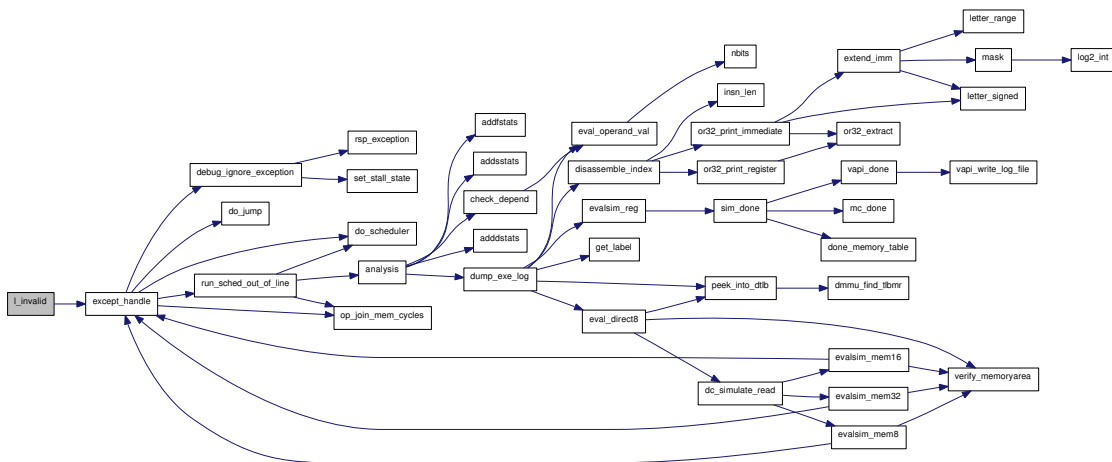 letter_range
nbits
extend_imm
mask
log2_int
insn_len
letter_signed
addfstats
eval_operand_val
or32_print_immediate
or32_extract
rsp_exception
addsstats
debug_ignore_exception
disassemble_index
or32_print_register
vapi_done
vapi_write_log_file
set_stall_state
check_depend
do_jump
evalsim_reg
sim_done
mc_done
do_scheduler
adddstats
get_label
done_memory_table
analysis
dump_exe_log
run_sched_out_of_line
peek_into_dtlb
dmmu_find_tlbmr
l_invalid
except_handle
op_join_mem_cycles
eval_direct8
evalsim_mem16
verify_memoryarea
dc_simulate_read
evalsim_mem32
evalsim_mem8